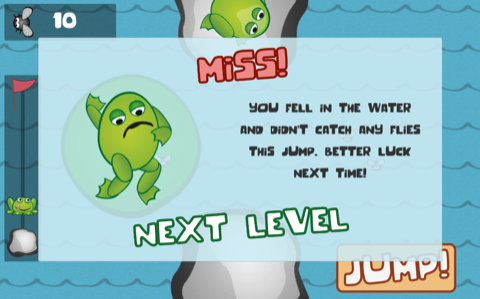 10
MiSS!
YOU FELL IN THE WATER
AND DIDN'T CATCH ANY FLIES
THIS JUMP. BETTER LUCK
NEXT TIME!
NEXT LEVEL
JUMP!